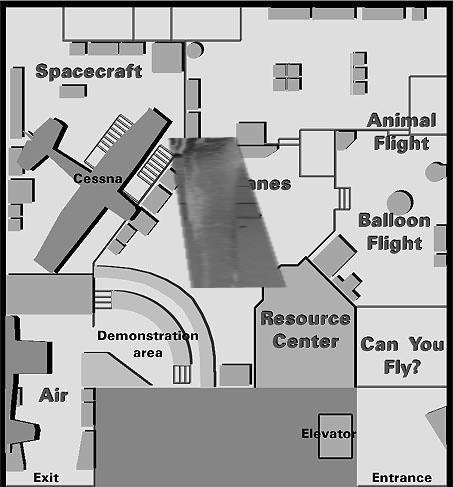 Spacecraft
Animal
Flight
Cessna
Balloon
Flight
Demonstration
area
Resource
Center
Can You
Fly?
Air
Elevator
Exit
Entrance